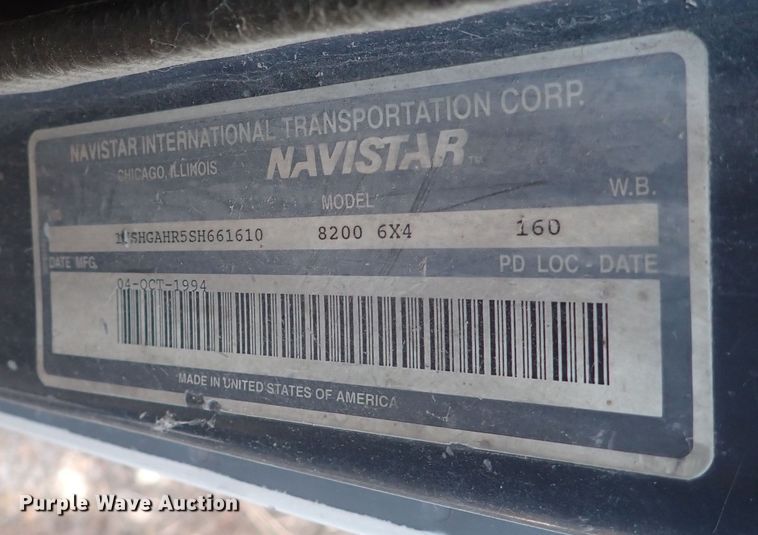 NAVISTAR INTERNATIONAL TRANSPORTATION CORP.
CHICAGO, ILLINOIS NAVISTAR TM
MODEL W.B.
8200 6X4 160
DATE MFG. PD LOC - DATE
04-OCT-1994
MADE IN UNITED STATES OF AMERICA
Purple Wave Auction